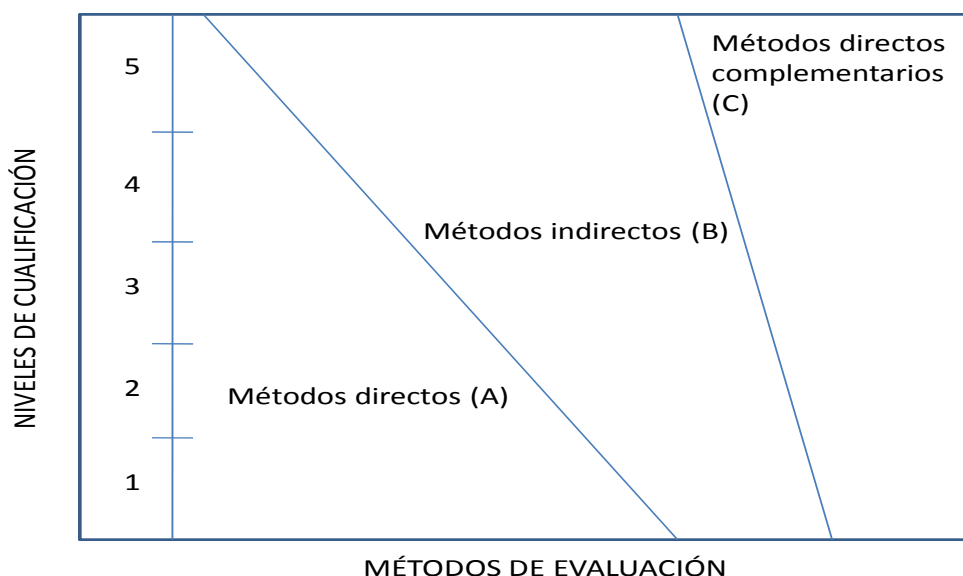 NIVELES DE CUALIFICACIÓN
5
4
3
2
1
Métodos directos
complementarios
(C)
Métodos indirectos (B)
Métodos directos (A)
MÉTODOS DE EVALUACIÓN